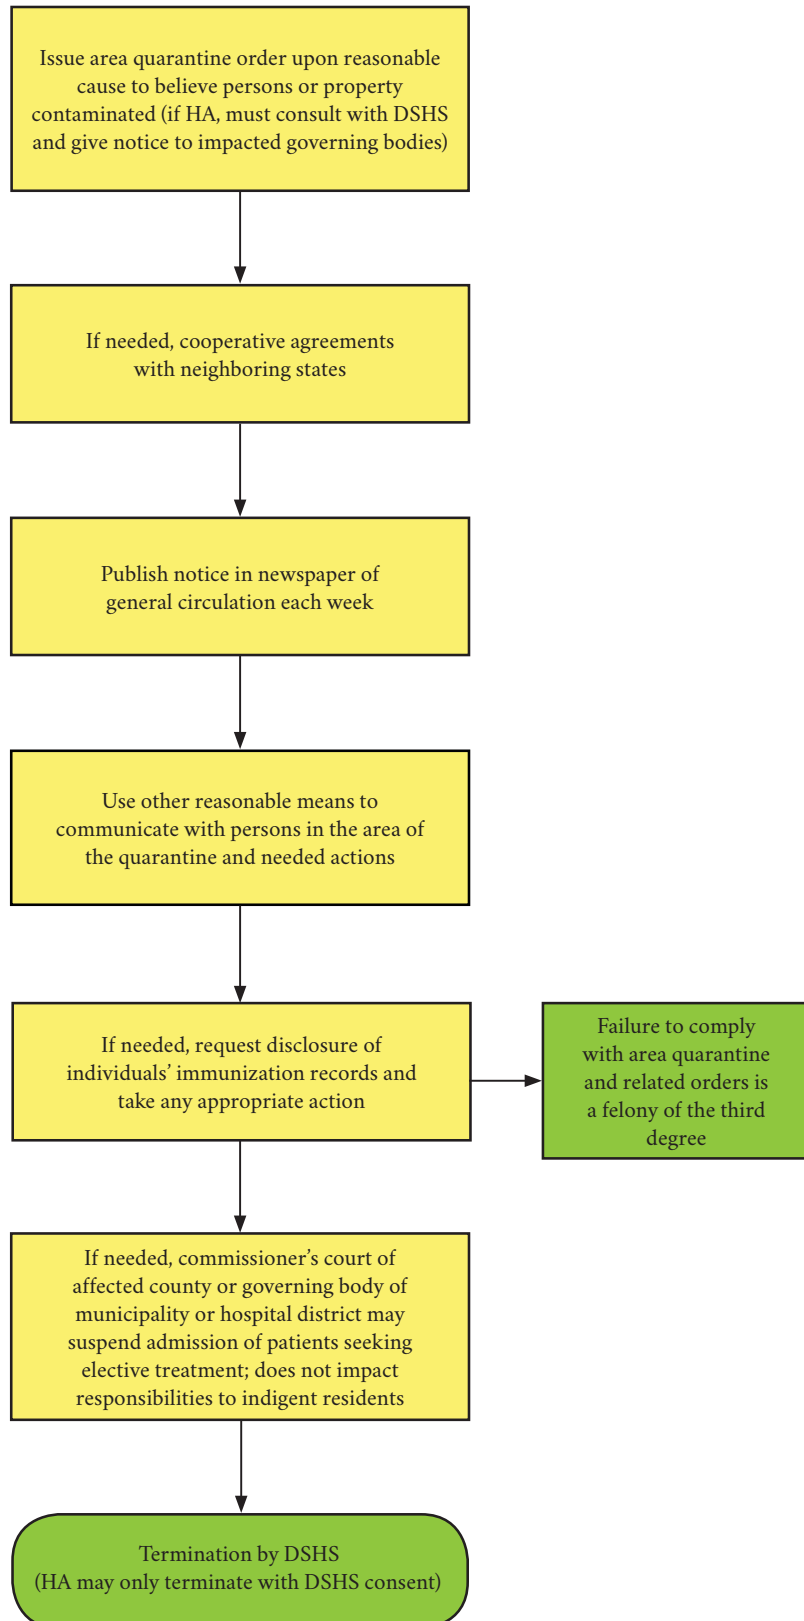 Issue area quarantine order upon reasonable
cause to believe persons or property
contaminated (if HA, must consult with DSHS
and give notice to impacted governing bodies)
If needed, cooperative agreements
with neighboring states
Publish notice in newspaper of
general circulation each week
Use other reasonable means to
communicate with persons in the area of
the quarantine and needed actions
If needed, request disclosure of
individuals’ immunization records and
take any appropriate action
Failure to comply
with area quarantine
and related orders is
a felony of the third
degree
If needed, commissioner’s court of
affected county or governing body of
municipality or hospital district may
suspend admission of patients seeking
elective treatment; does not impact
responsibilities to indigent residents
Termination by DSHS
(HA may only terminate with DSHS consent)